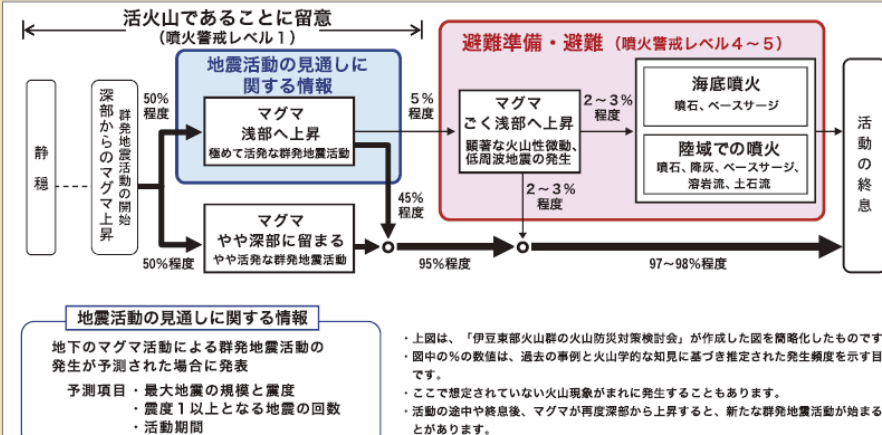 活火山であることに留意
（噴火警戒レベル１）
静穏
深部からのマグマ上昇
群発地震活動の開始
50%
程度
50%程度
地震活動の見通しに
関する情報
マグマ
浅部へ上昇
極めて活発な群発地震活動
マグマ
やや深部に留まる
やや活発な群発地震活動
5%
程度
45%
程度
95%程度
避難準備・避難（噴火警戒レベル４～５）
マグマ
ごく浅部へ上昇
顕著な火山性微動、
低周波地震の発生
2～3%
程度
2～3%
程度
海底噴火
噴石、ベースサージ
陸域での噴火
噴石、降灰、ベースサージ、
溶岩流、土石流
97～98%程度
活動の終息
地震活動の見通しに関する情報
地下のマグマ活動による群発地震活動の
発生が予測された場合に発表
予測項目・最大地震の規模と震度
・震度１以上となる地震の回数
・活動期間
・上図は、「伊豆東部火山群の火山防災対策検討会」が作成した図を簡略化したものです
・図中の%の数値は、過去の事例と火山学的な知見に基づき推定された発生頻度を示す目
です。
・ここで想定されていない火山現象がまれに発生することもあります。
・活動の途中や終息後、マグマが再度深部から上昇すると、新たな群発地震活動が始まる
とがあります。